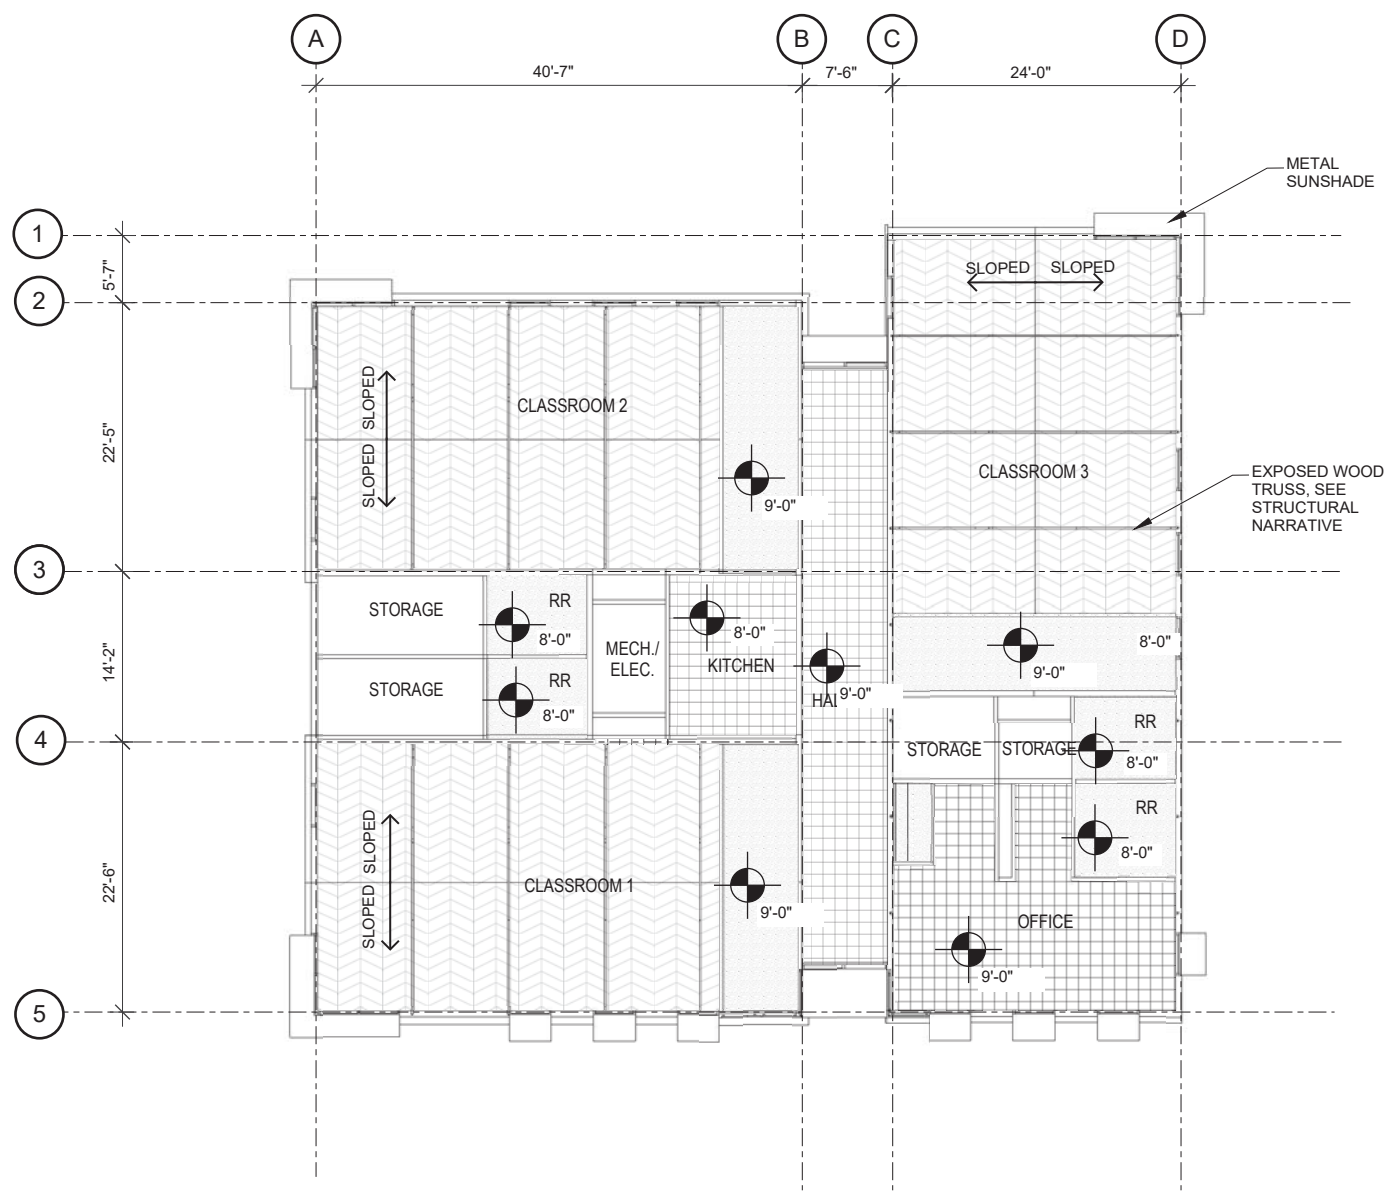 A
B
C
D
40'-7"
7'-6"
24'-0"
METAL
SUNSHADE
1
5'-7"
2
SLOPED
SLOPED
SLOPED
SLOPED
CLASSROOM 2
22'-5"
9'-0"
CLASSROOM 3
EXPOSED WOOD
TRUSS, SEE
STRUCTURAL
NARRATIVE
3
STORAGE
RR
8'-0"
MECH./
ELEC.
8'-0"
KITCHEN
14'-2"
STORAGE
RR
8'-0"
9'-0"
8'-0"
9'-0"
4
STORAGE
STORAGE
RR
8'-0"
RR
8'-0"
SLOPED
SLOPED
CLASSROOM 1
22'-6"
9'-0"
OFFICE
9'-0"
5